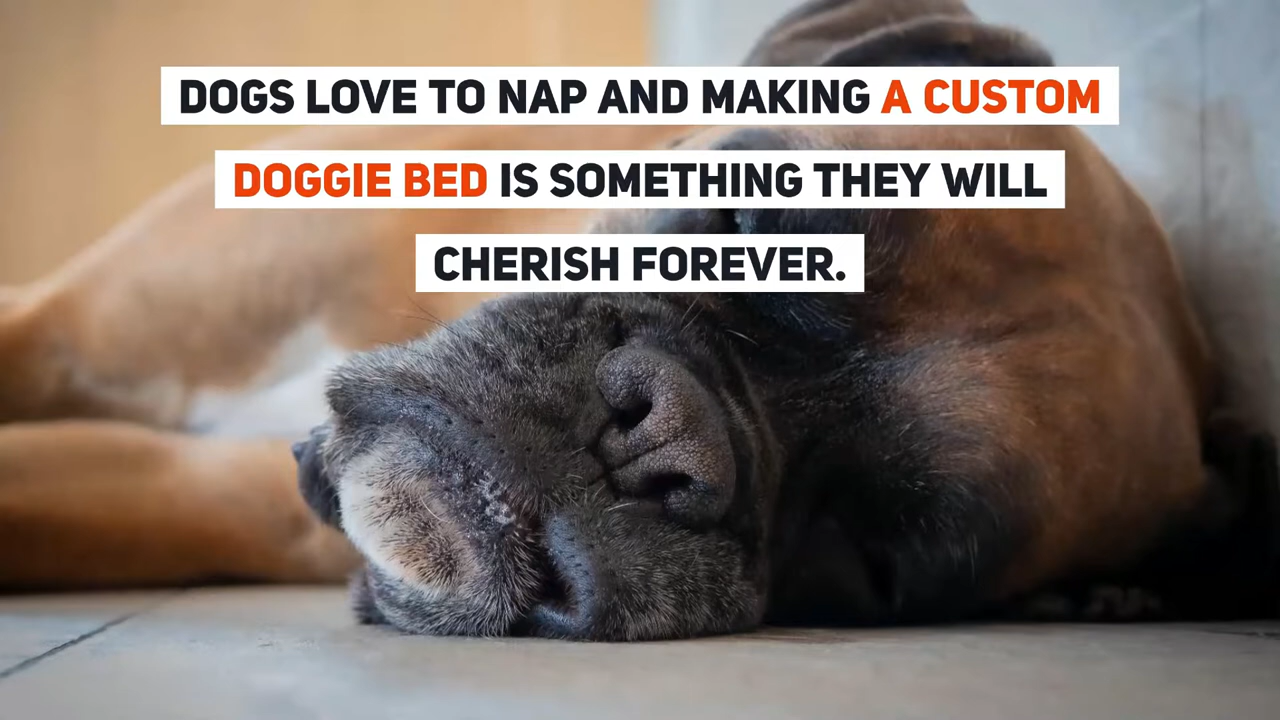 DOGS LOVE TO NAP AND MAKING A CUSTOM
DOGGIE BED IS SOMETHING THEY WILL
CHERISH FOREVER.